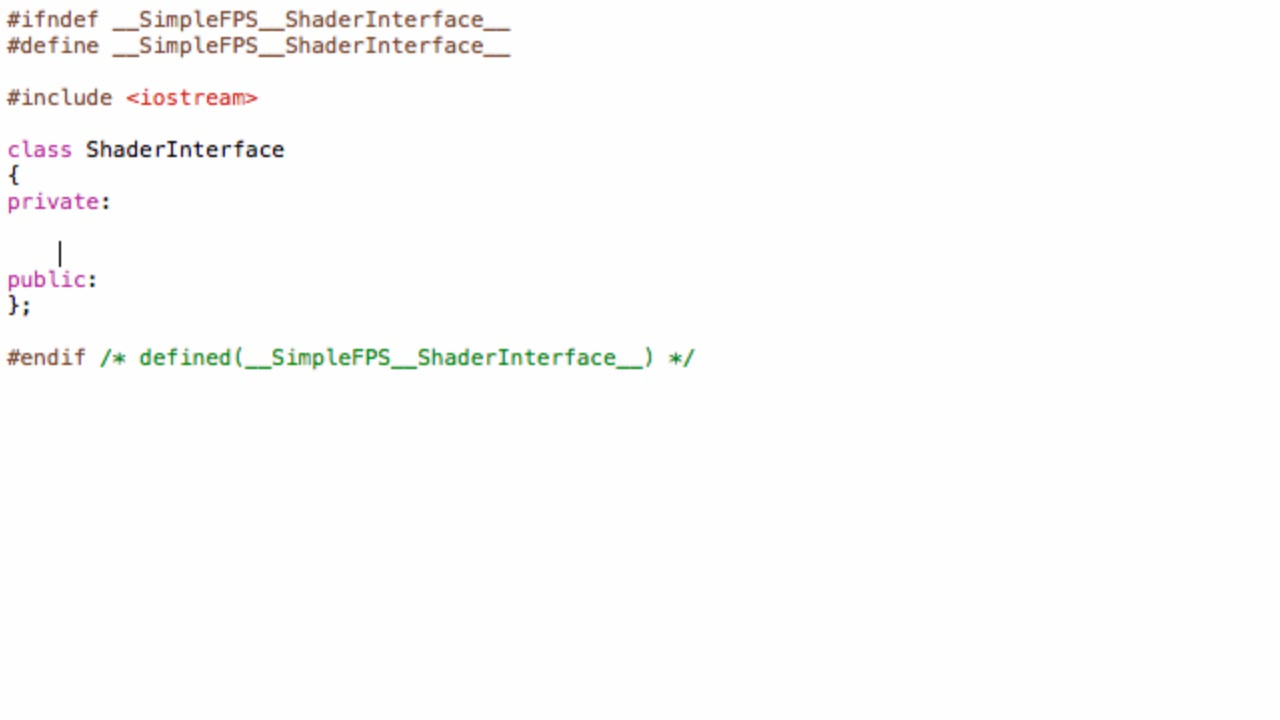 #ifndef __SimpleFPS__ShaderInterface__
#define __SimpleFPS__ShaderInterface__
#include <iostream>
class ShaderInterface
{
private:
public:
};
#endif /* defined(__SimpleFPS__ShaderInterface__) */